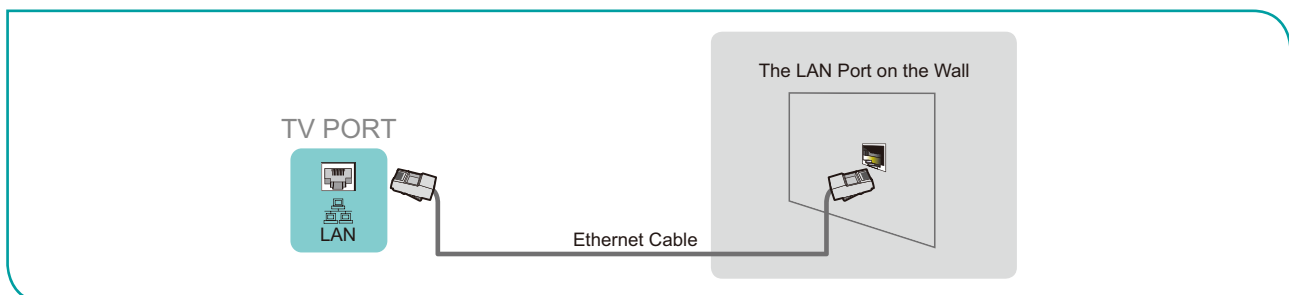 The LAN Port on the Wall
TV PORT
LAN
Ethernet Cable